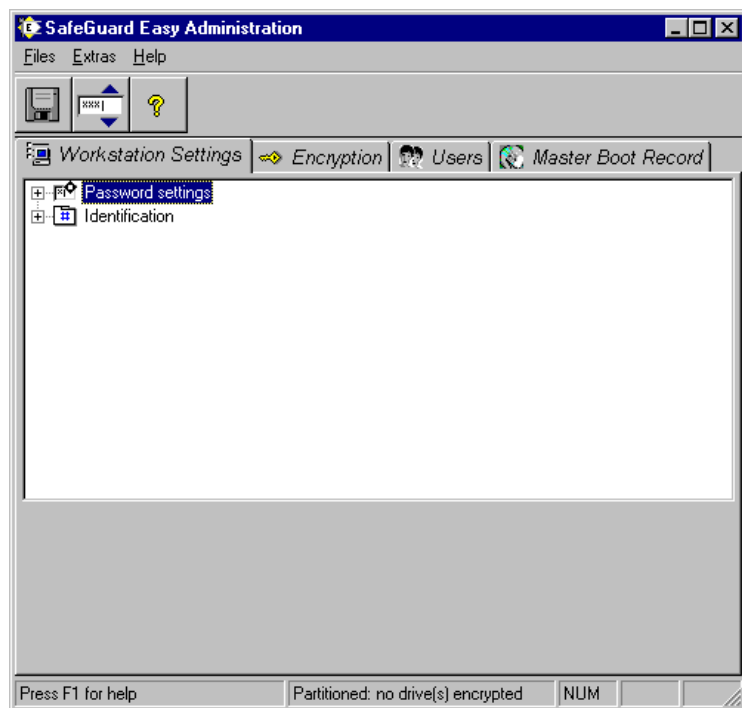 SafeGuard Easy Administration
Files Extras Help
xxx
Workstation Settings Encryption Users Master Boot Record
Password settings
Identification
Press F1 for help Partitioned: no drive(s) encrypted NUM